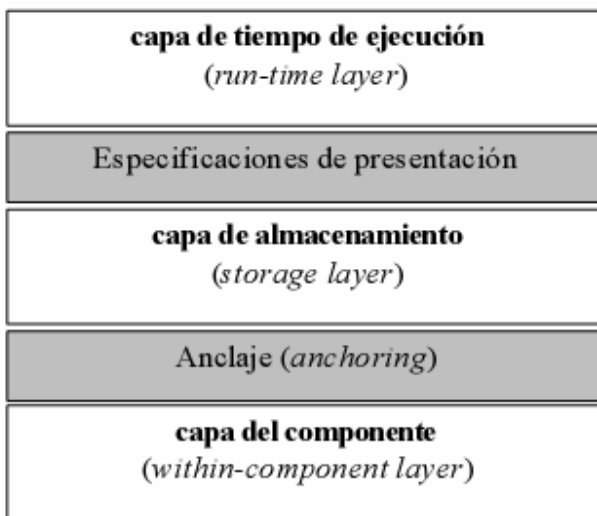 capa de tiempo de ejecución
(run-time layer)
Especificaciones de presentación
capa de almacenamiento
(storage layer)
Anclaje (anchoring)
capa del componente
(within-component layer)